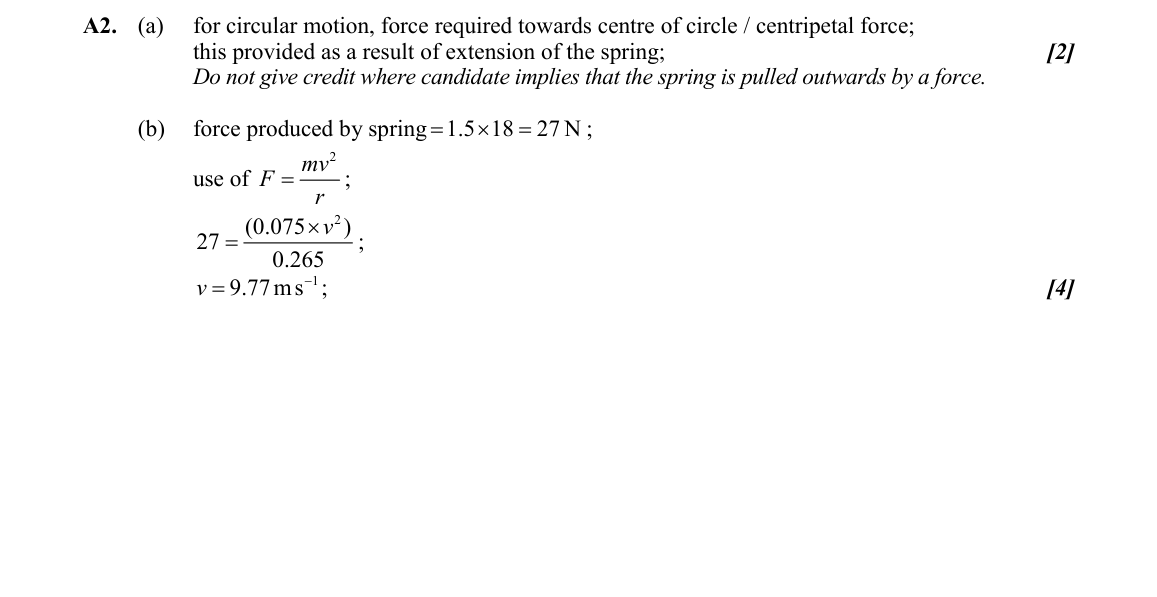 A2. (a) for circular motion, force required towards centre of circle / centripetal force;
this provided as a result of extension of the spring; [2]
Do not give credit where candidate implies that the spring is pulled outwards by a force.
(b) force produced by spring = 1.5 × 18 = 27 N ;
use of F = mv²/r ;
27 = (0.075 × v²)/0.265 ;
v = 9.77 m s⁻¹ ; [4]